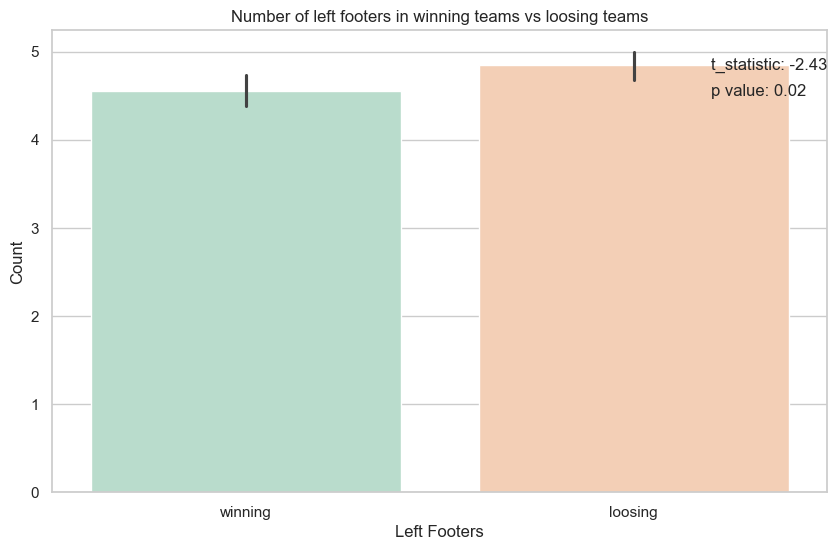 Number of left footers in winning teams vs loosing teams
5
t_statistic: -2.43
p value: 0.02
4
3
Count
2
1
0
winning
loosing
Left Footers